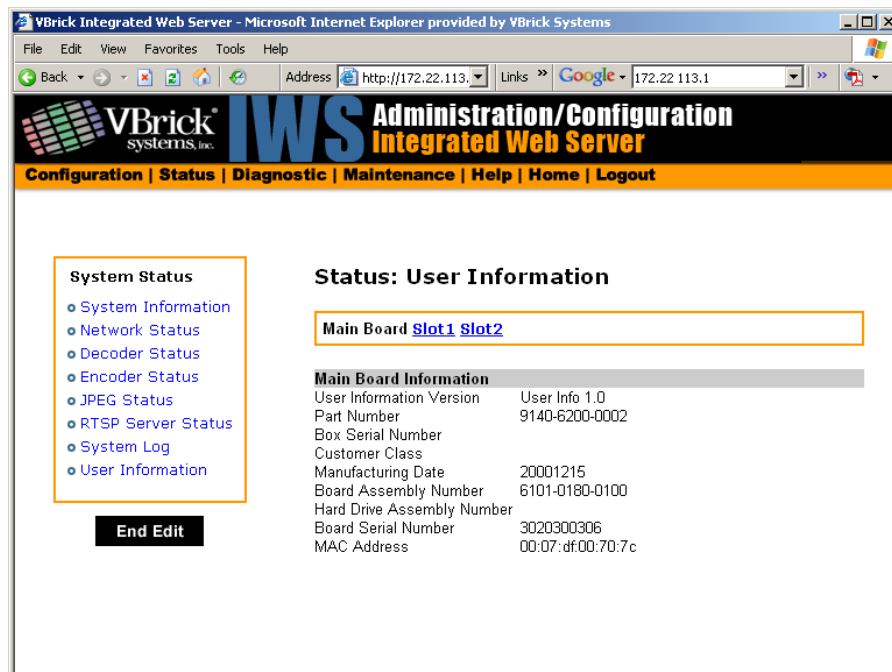 VBrick Integrated Web Server - Microsoft Internet Explorer provided by VBrick Systems
File Edit View Favorites Tools Help
Back Address http://172.22.113. Links » Google 172.22 113.1 »
VBrick systems, inc.
IWS
Administration/Configuration
Integrated Web Server
Configuration | Status | Diagnostic | Maintenance | Help | Home | Logout
System Status
System Information
Network Status
Decoder Status
Encoder Status
JPEG Status
RTSP Server Status
System Log
User Information
End Edit
Status: User Information
Main Board Slot1 Slot2
Main Board Information
User Information Version User Info 1.0
Part Number 9140-6200-0002
Box Serial Number
Customer Class
Manufacturing Date 20001215
Board Assembly Number 6101-0180-0100
Hard Drive Assembly Number
Board Serial Number 3020300306
MAC Address 00:07:df:00:70:7c